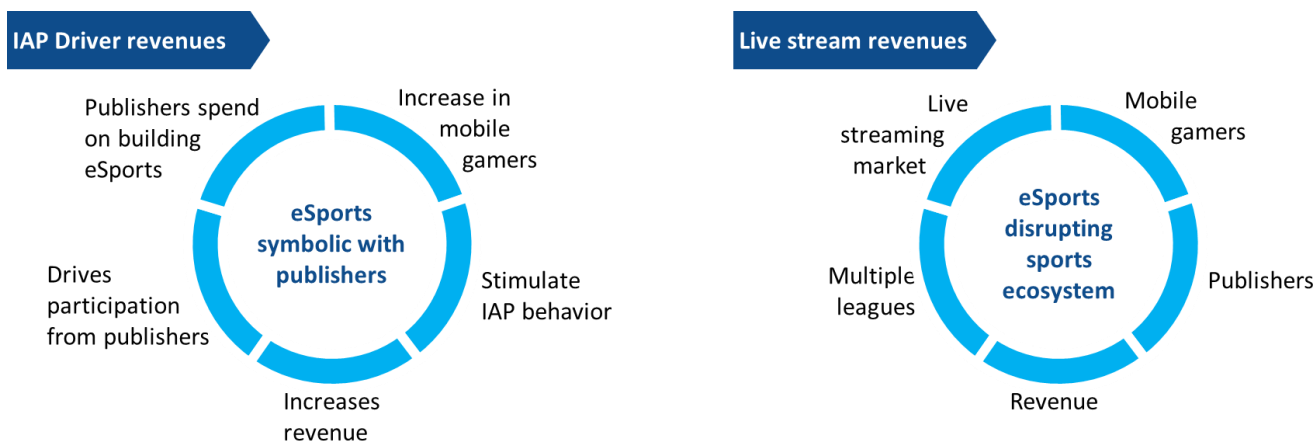 IAP Driver revenues
Publishers spend
on building
eSports
Increase in
mobile
gamers
eSports
symbolic with
publishers
Drives
participation
from publishers
Stimulate
IAP behavior
Increases
revenue
Live stream revenues
Live
streaming
market
Mobile
gamers
eSports
disrupting
sports
ecosystem
Multiple
leagues
Publishers
Revenue